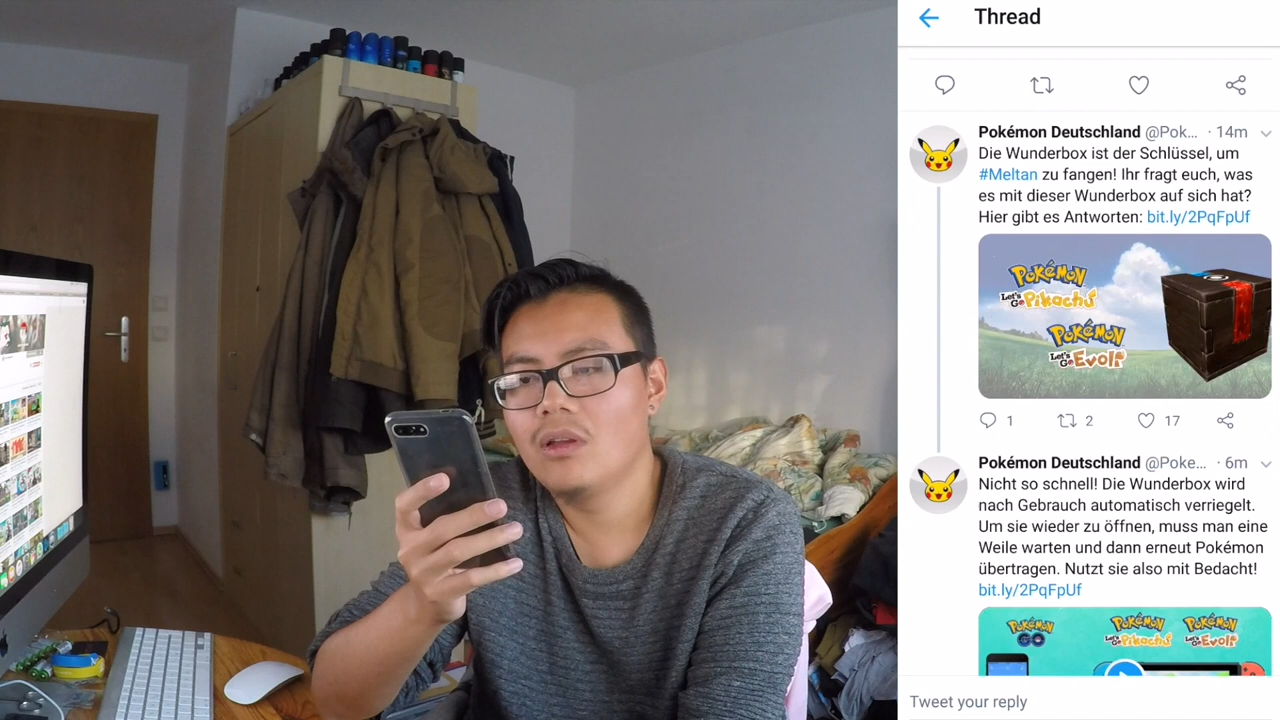 Thread
Pokémon Deutschland @Pok... · 14m
Die Wunderbox ist der Schlüssel, um
#Meltan zu fangen! Ihr fragt euch, was
es mit dieser Wunderbox auf sich hat?
Hier gibt es Antworten: bit.ly/2PqFpUf
POKÉMON
Let's Go Pikachu
POKÉMON
Let's Go Evoli
1 2 17
Pokémon Deutschland @Poke... · 6m
Nicht so schnell! Die Wunderbox wird
nach Gebrauch automatisch verriegelt.
Um sie wieder zu öffnen, muss man eine
Weile warten und dann erneut Pokémon
übertragen. Nutzt sie also mit Bedacht!
bit.ly/2PqFpUf
POKÉMON GO
POKÉMON Let's Go Pikachu
POKÉMON Let's Go Evoli
Tweet your reply